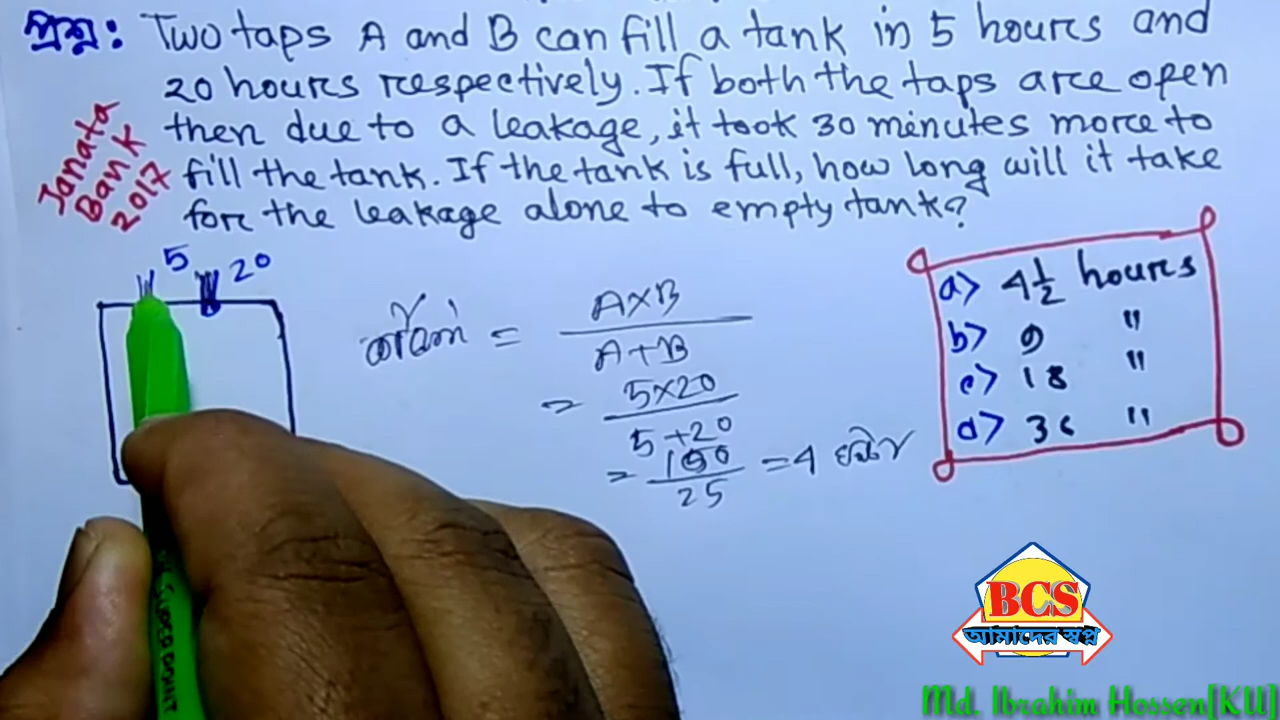 প্রশ্ন: Two taps A and B can fill a tank in 5 hours and
20 hours respectively. If both the taps are open
then due to a leakage, it took 30 minutes more to
fill the tank. If the tank is full, how long will it take
for the leakage alone to empty tank?
Janata
Bank
2017
5 20
= A×B
A+B
= 5×20
5+20
= 100
25
=4
a> 4 1/2 hours
b> 9 "
c> 18 "
d> 36 "
BCS
আমাদের স্বপ্ন
Md. Ibrahim Hossen[KU]